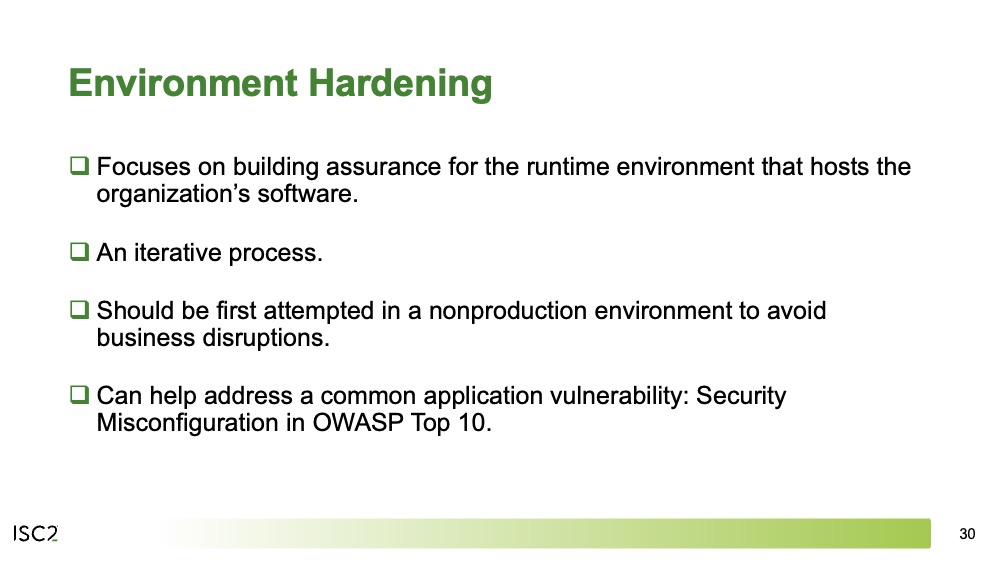 Environment Hardening
Focuses on building assurance for the runtime environment that hosts the
organization’s software.
An iterative process.
Should be first attempted in a nonproduction environment to avoid
business disruptions.
Can help address a common application vulnerability: Security
Misconfiguration in OWASP Top 10.
ISC2
30